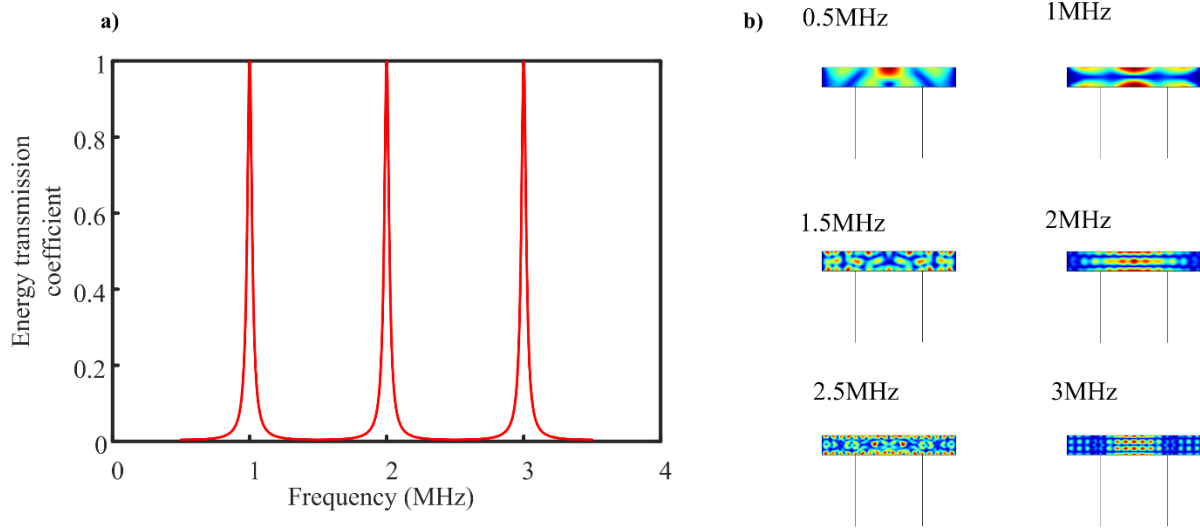 a)
1
0.8
0.6
0.4
0.2
0
0 1 2 3 4
Energy transmission
coefficient
Frequency (MHz)
b)
0.5MHz
1MHz
1.5MHz
2MHz
2.5MHz
3MHz